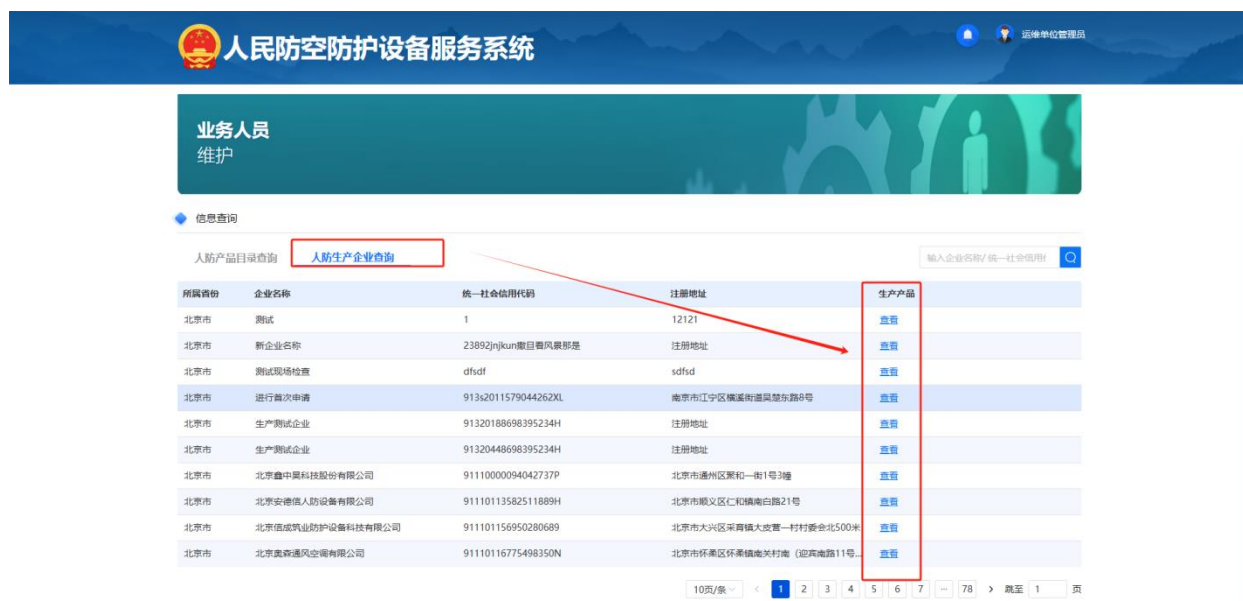 人民防空防护设备服务系统
运维单位管理员
业务人员
维护
信息查询
人防产品目录查询 人防生产企业查询 输入企业名称/ 统一社会信用
所属省份 企业名称 统一社会信用代码 注册地址 生产产品
北京市 测试 1 12121 查看
北京市 新企业名称 23892jnjkun撒旦看风景那是 注册地址 查看
北京市 测试现场检查 dfsdf sdfsd 查看
北京市 进行首次申请 913s2011579044262XL 南京市江宁区横溪街道吴楚东路8号 查看
北京市 生产测试企业 91320188698395234H 注册地址 查看
北京市 生产测试企业 91320448698395234H 注册地址 查看
北京市 北京鑫中昊科技股份有限公司 9111000094042737P 北京市通州区聚和一街1号3幢 查看
北京市 北京安德信人防设备有限公司 91110113582511889H 北京市顺义区仁和镇南白路21号 查看
北京市 北京信成筑业防护设备科技有限公司 911101156950280689 北京市大兴区采育镇大皮营一村村委会北500米 查看
北京市 北京奥森通风空调有限公司 91110116775498350N 北京市怀柔区怀柔镇南关村南（迎宾南路11号... 查看
10页/条 < 1 2 3 4 5 6 7 ··· 78 > 跳至 1 页